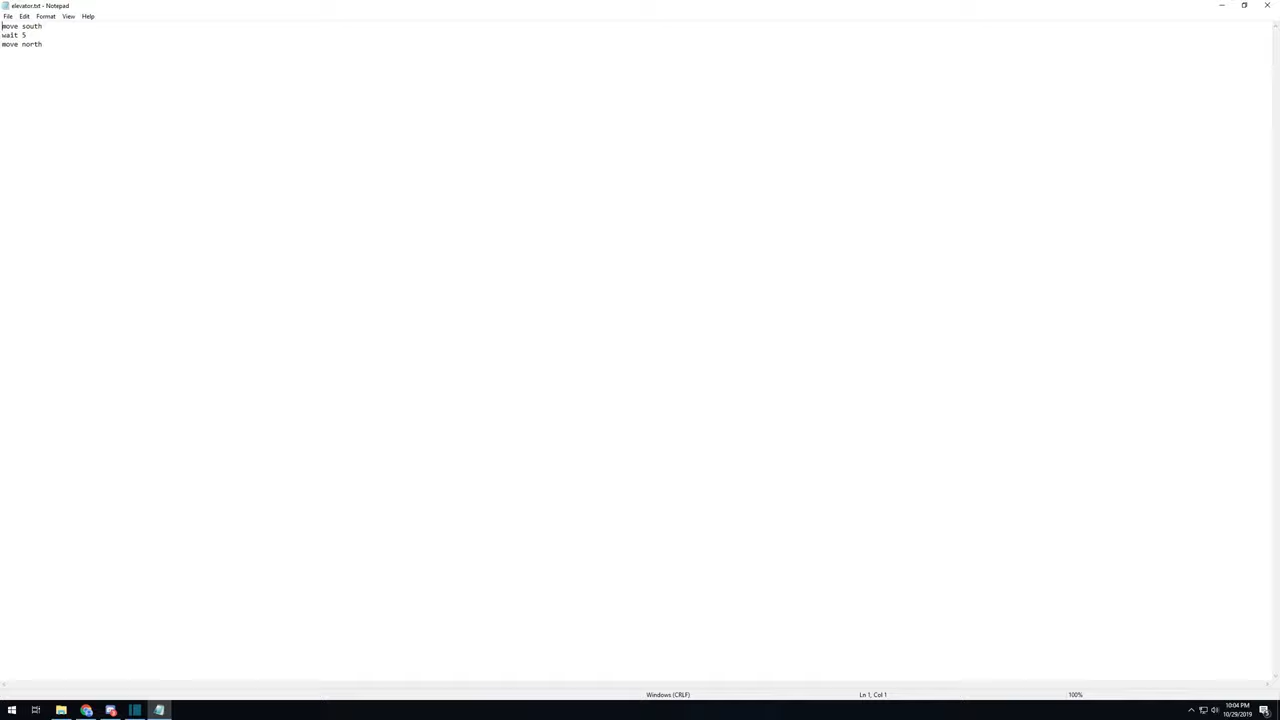 elevator.txt - Notepad
File Edit Format View Help
move south
wait 5
move north
Windows (CRLF) Ln 1, Col 1 100%
10:04 PM
10/29/2019